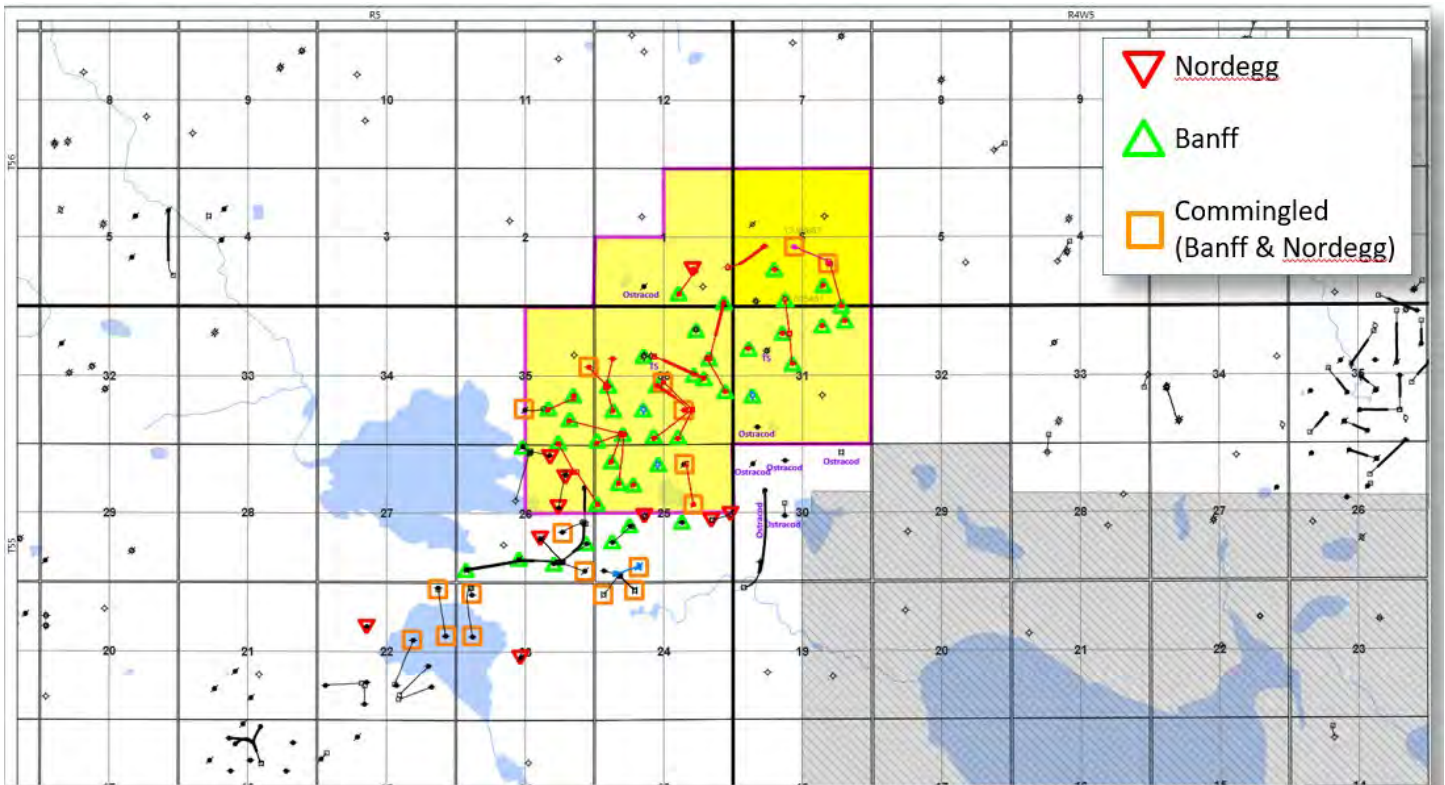 R5 R4W5
Nordegg
Banff
Commingled
(Banff & Nordegg)
8 9 10 11 12 7 8 9
T56
5 4 3 2 1 6 5 4
Ostracod
32 33 34 35 36 31 32 33 34 35
TS TS
Ostracod
Ostracod Ostracod
29 28 27 25 30 29 28 27 26
Ostracod
Ostracod
T55
20 21 22 23 24 19 20 21 22 23